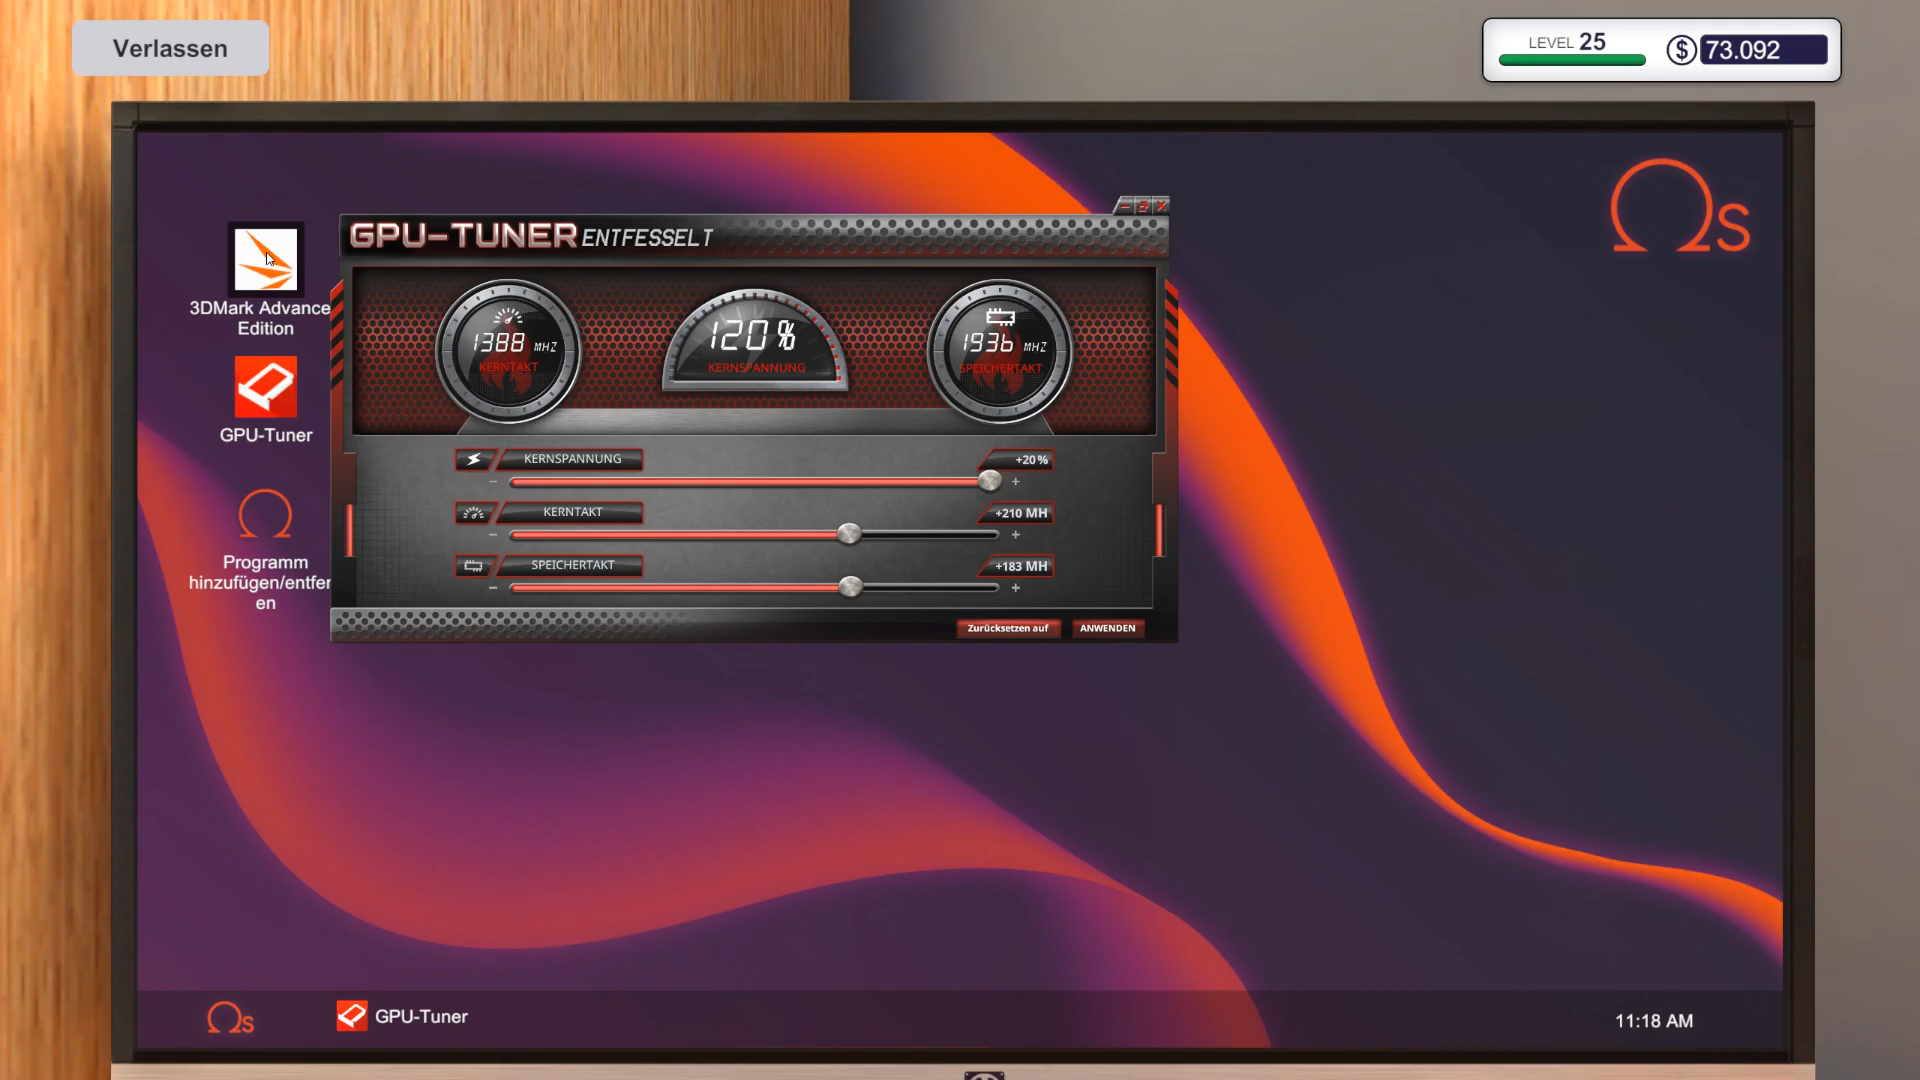 Verlassen
LEVEL 25
$ 73.092
Ωs
GPU-TUNER ENTFESSELT
3DMark Advance
Edition
1388 MHZ
KERNTAKT
120%
KERNSPANNUNG
1936 MHZ
SPEICHERTAKT
GPU-Tuner
KERNSPANNUNG
+20%
− +
KERNTAKT
+210 MH
− +
SPEICHERTAKT
+183 MH
− +
Programm
hinzufügen/entfer
en
Zurücksetzen auf
ANWENDEN
Ωs
GPU-Tuner
11:18 AM